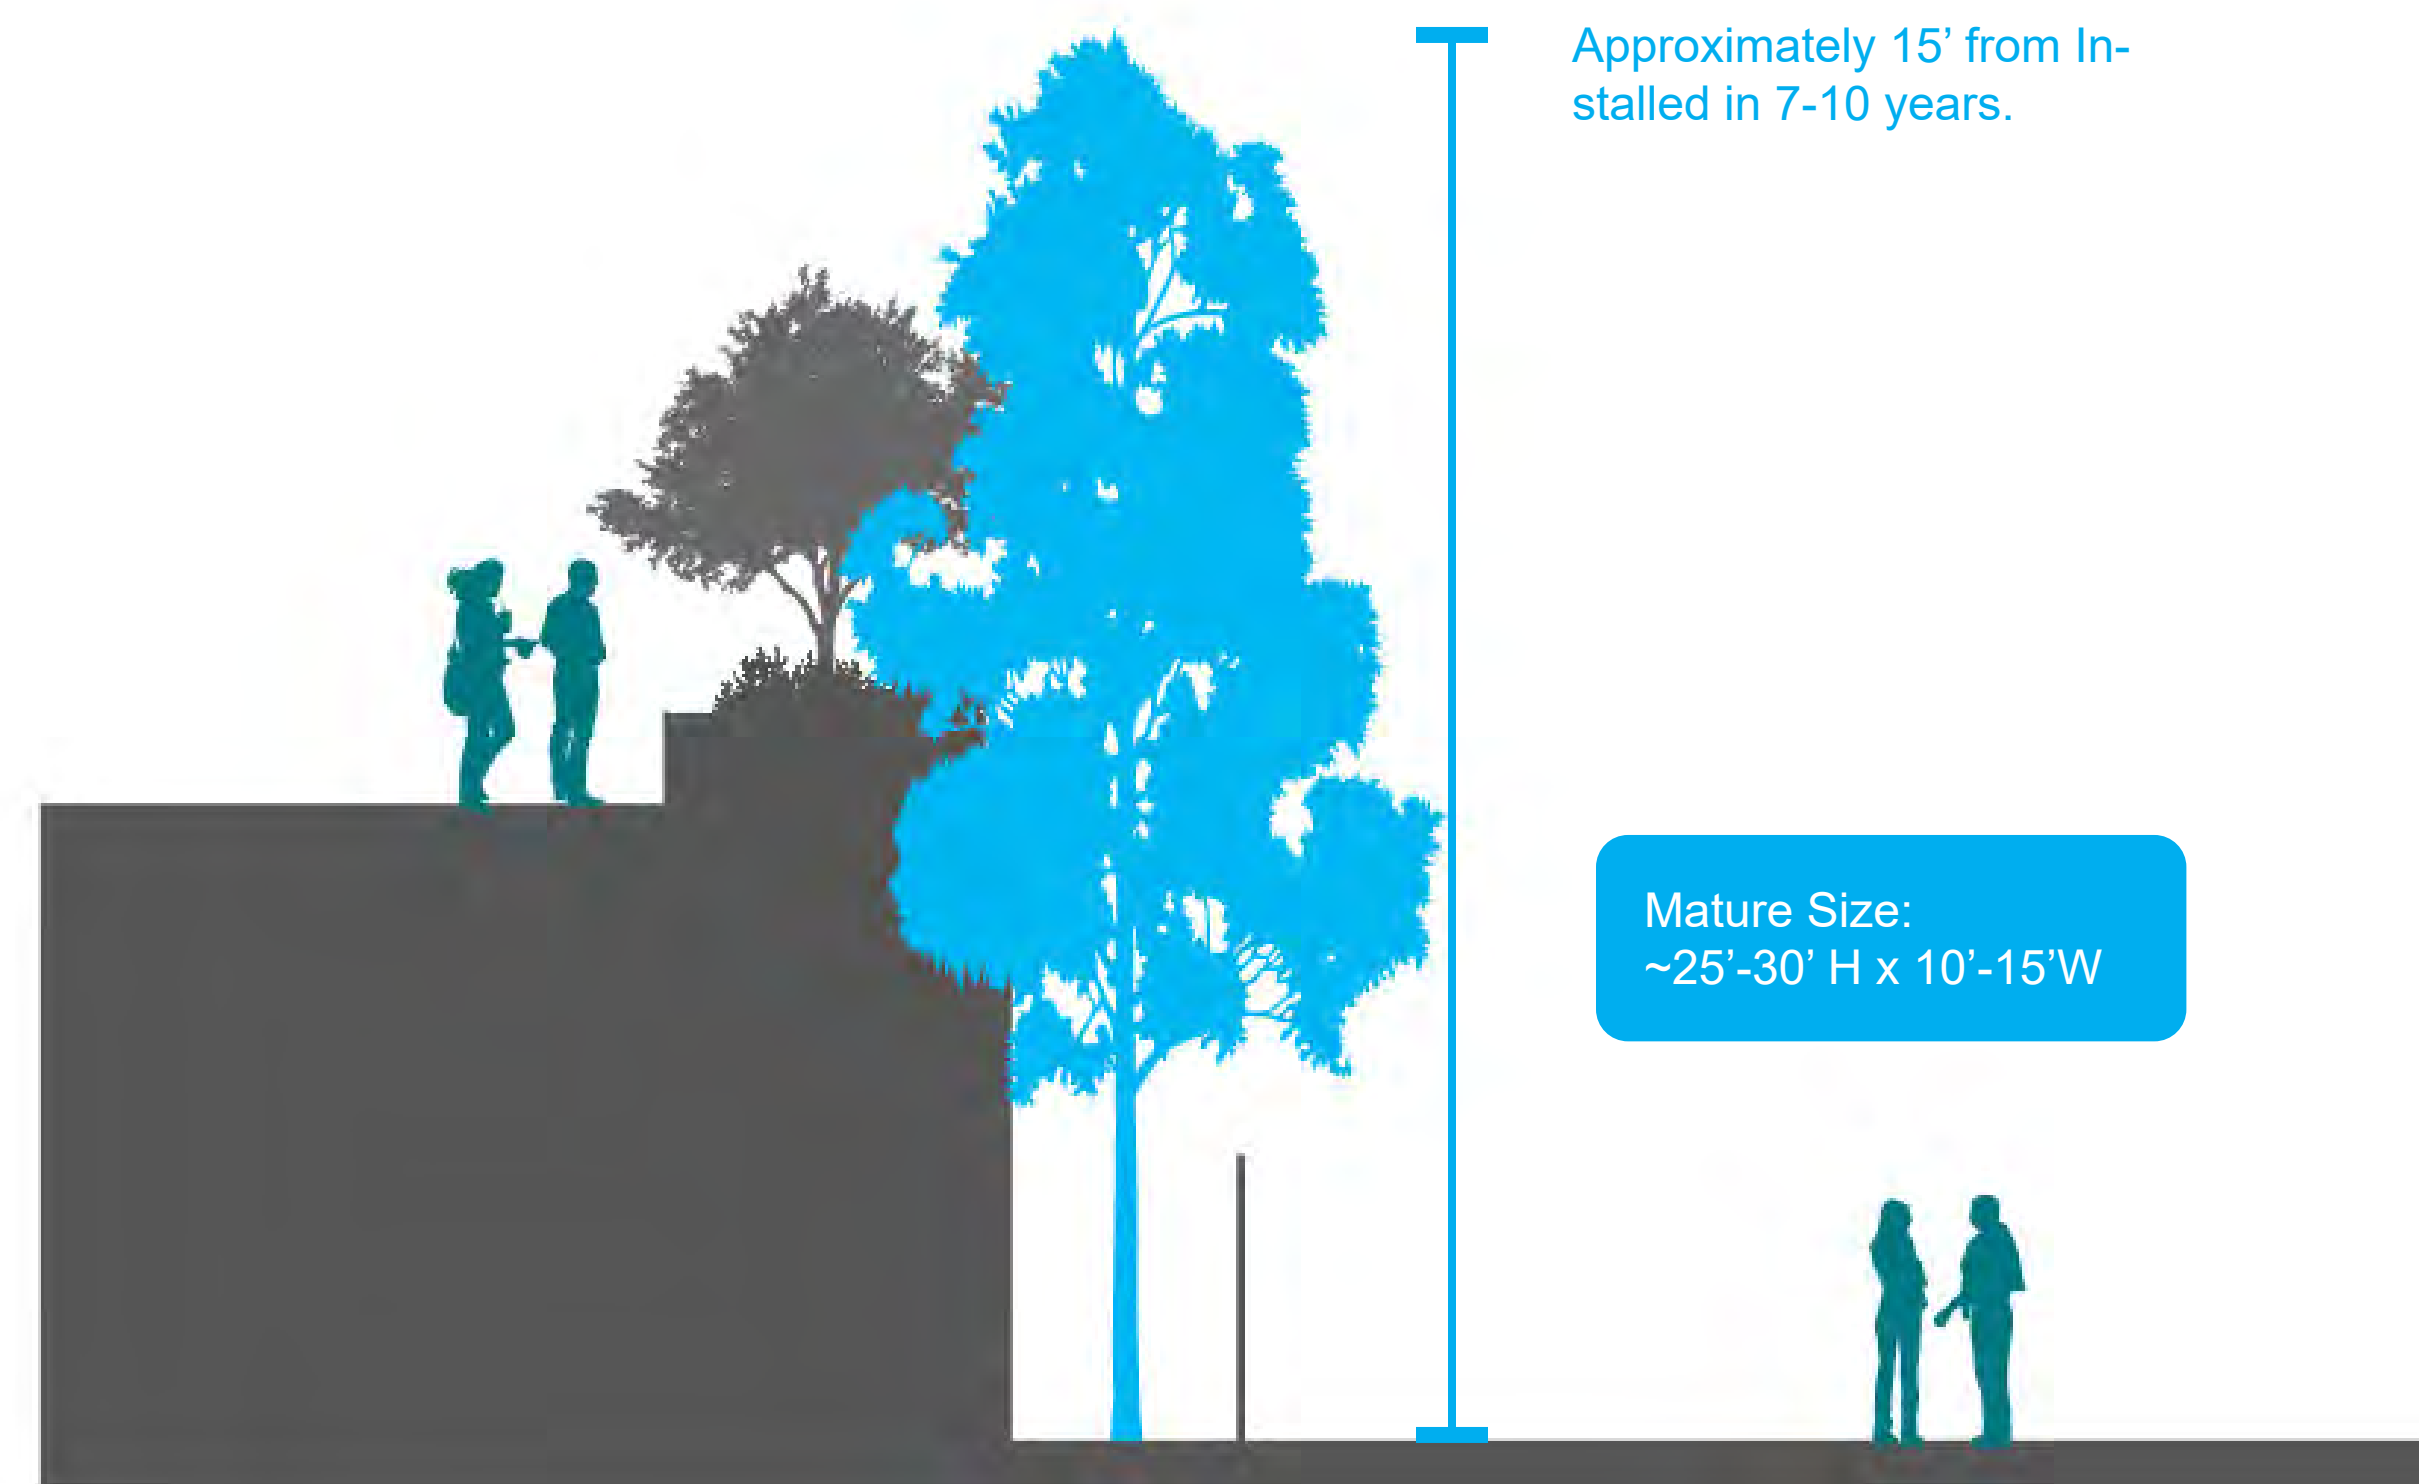 Approximately 15’ from In-
stalled in 7-10 years.
Mature Size:
~25’-30’ H x 10’-15’W